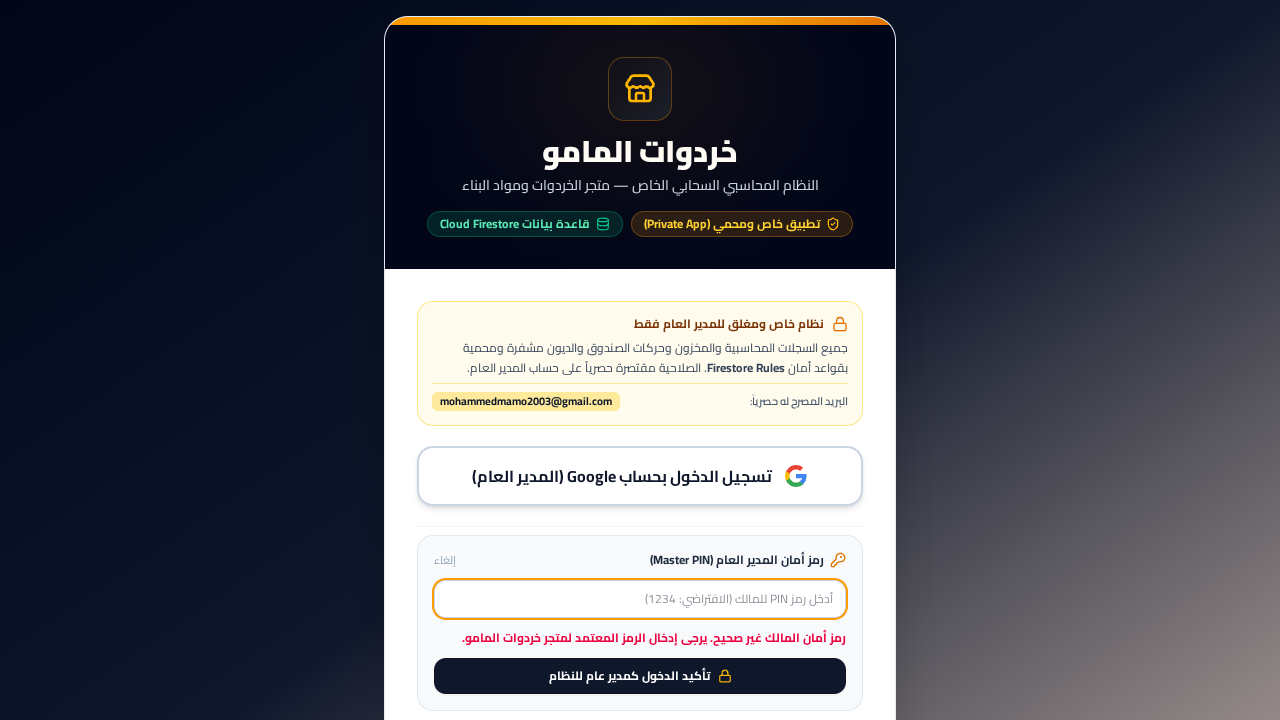 خردوات المامو
النظام المحاسبي السحابي الخاص — متجر الخردوات ومواد البناء
تطبيق خاص ومحمي (Private App)
قاعدة بيانات Cloud Firestore
نظام خاص ومغلق للمدير العام فقط
جميع السجلات المحاسبية والمخزون وحركات الصندوق والديون مشفرة ومحمية
بقواعد أمان Firestore Rules. الصلاحية مقتصرة حصرياً على حساب المدير العام.
البريد المصرح له حصرياً:
mohammedmamo2003@gmail.com
تسجيل الدخول بحساب Google (المدير العام)
رمز أمان المدير العام (Master PIN)
إلغاء
أدخل رمز PIN للمالك (الافتراضي: 1234)
رمز أمان المالك غير صحيح. يرجى إدخال الرمز المعتمد لمتجر خردوات المامو.
تأكيد الدخول كمدير عام للنظام